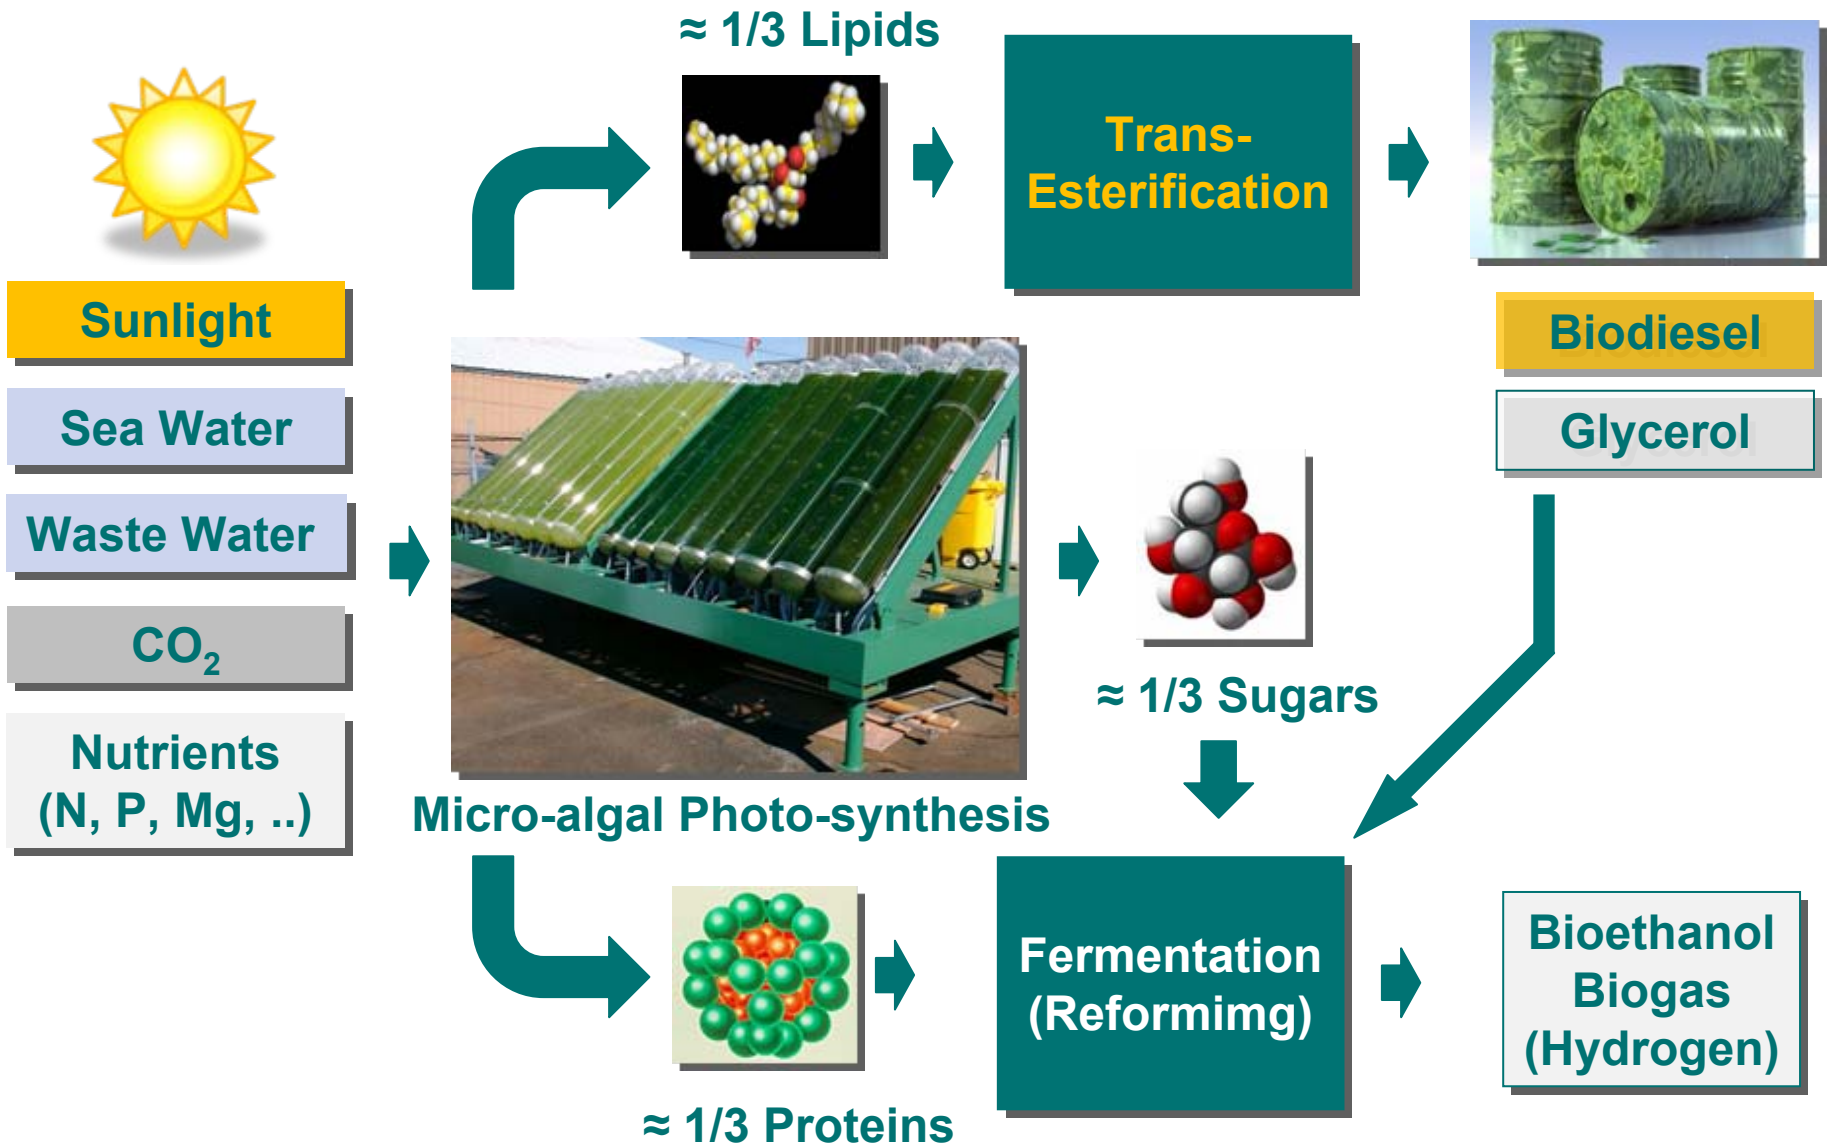 ≈ 1/3 Lipids
Trans-
Esterification
Sunlight
Sea Water
Waste Water
CO₂
Nutrients
(N, P, Mg, ..)
Biodiesel
Glycerol
≈ 1/3 Sugars
Micro-algal Photo-synthesis
Fermentation
(Reformimg)
Bioethanol
Biogas
(Hydrogen)
≈ 1/3 Proteins